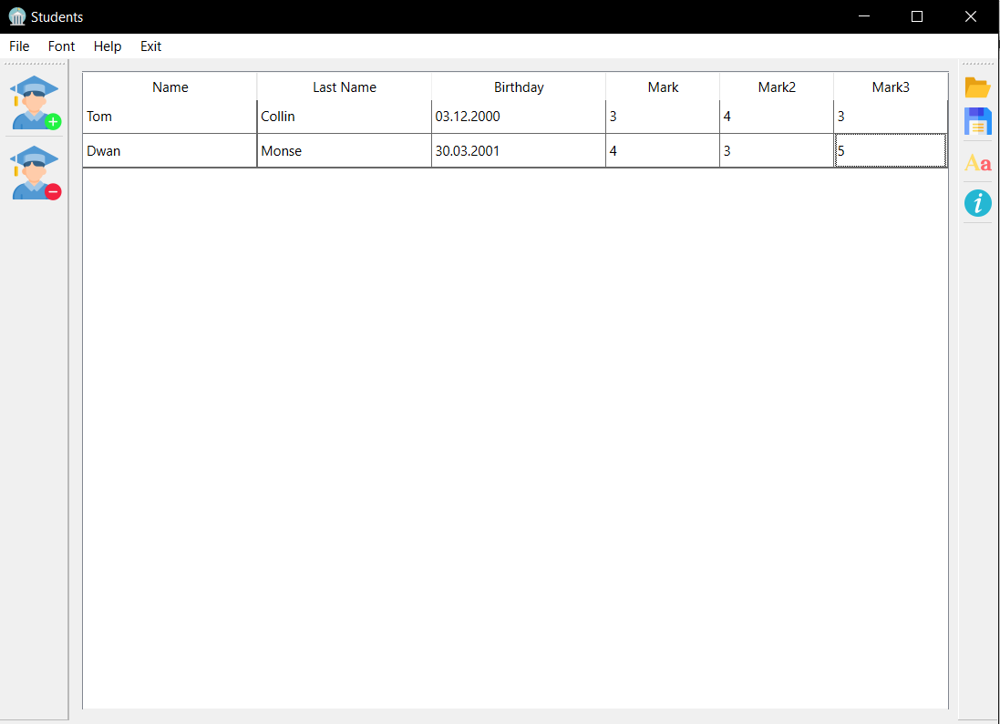 Students
File Font Help Exit
Name Last Name Birthday Mark Mark2 Mark3
Tom Collin 03.12.2000 3 4 3
Dwan Monse 30.03.2001 4 3 5
Aa
i